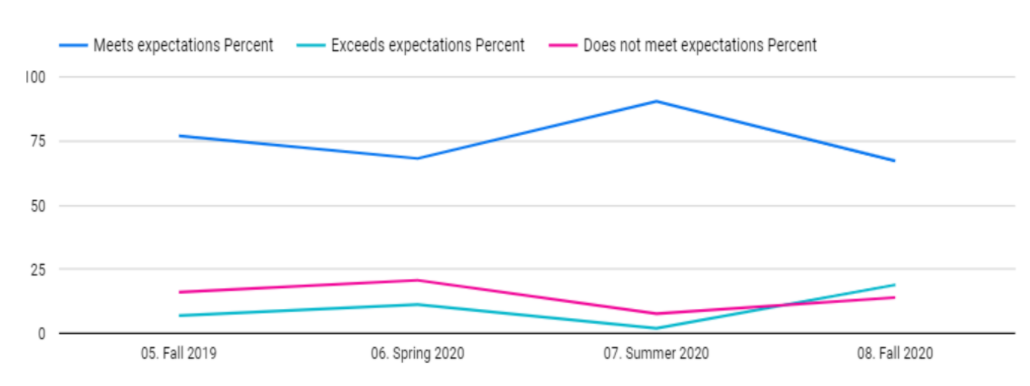 Meets expectations Percent Exceeds expectations Percent Does not meet expectations Percent
100
75
50
25
0
05. Fall 2019 06. Spring 2020 07. Summer 2020 08. Fall 2020